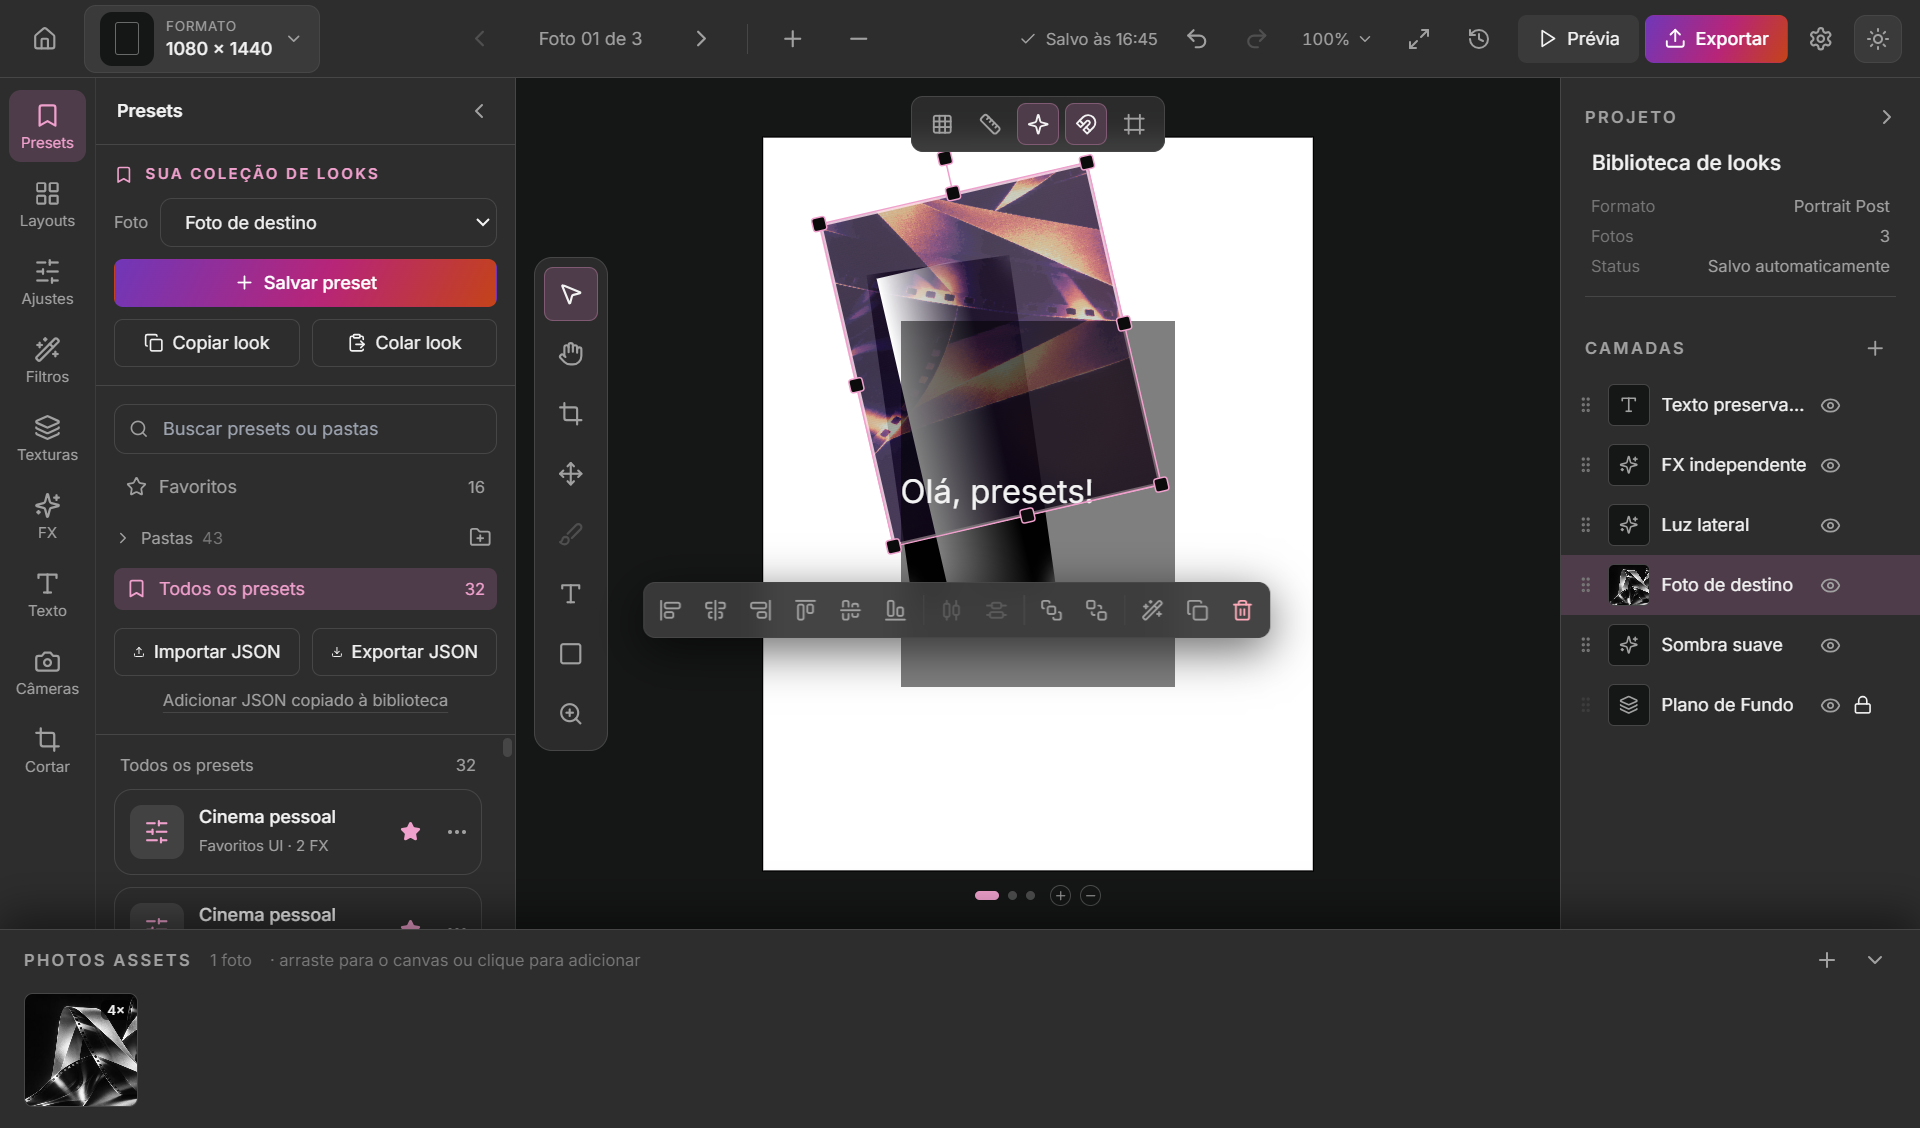 FORMATO
1080 × 1440
Foto 01 de 3
Salvo às 16:45
100%
Prévia
Exportar
Presets
Layouts
Ajustes
Filtros
Texturas
FX
Texto
Câmeras
Cortar
Presets
SUA COLEÇÃO DE LOOKS
Foto
Foto de destino
Salvar preset
Copiar look
Colar look
Buscar presets ou pastas
Favoritos 16
Pastas 43
Todos os presets 32
Importar JSON
Exportar JSON
Adicionar JSON copiado à biblioteca
Todos os presets 32
Cinema pessoal
Favoritos UI · 2 FX
Cinema pessoal
Olá, presets!
PROJETO
Biblioteca de looks
Formato Portrait Post
Fotos 3
Status Salvo automaticamente
CAMADAS
Texto preserva...
FX independente
Luz lateral
Foto de destino
Sombra suave
Plano de Fundo
PHOTOS ASSETS 1 foto · arraste para o canvas ou clique para adicionar
4×